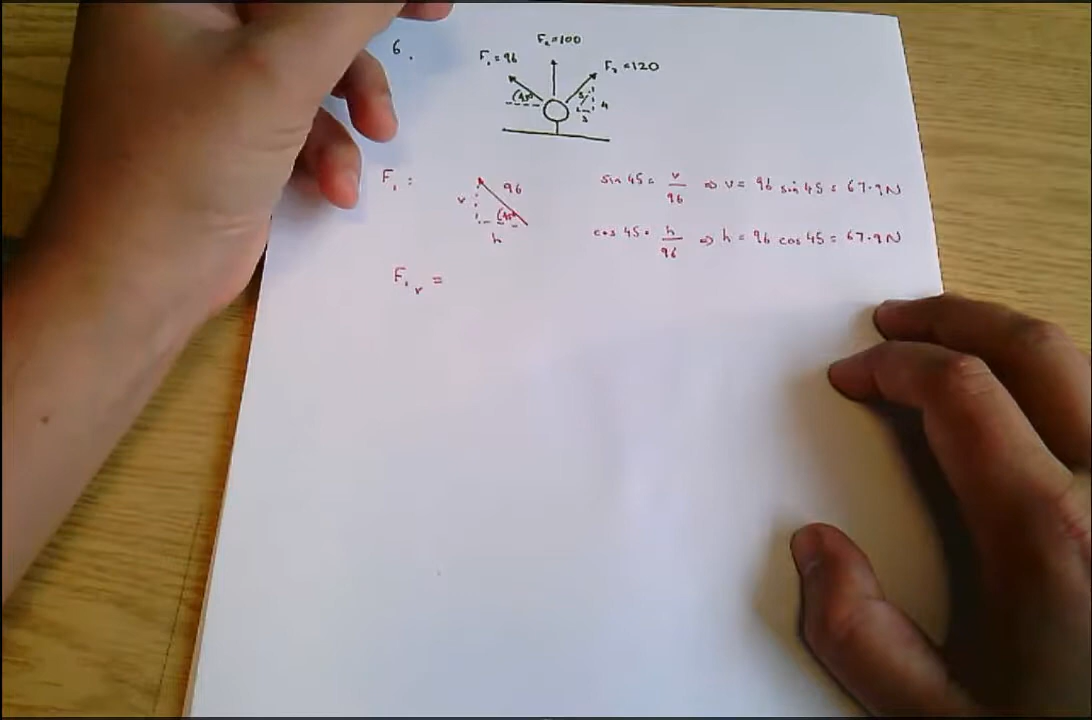 6.
F₂=100
F₁=96
F₃=120
(45°
5
4
3
F₁ :
96
v
(45°
h
sin 45 = v/96 ⇒ v = 96 sin 45 = 67.9N
cos 45 = h/96 ⇒ h = 96 cos 45 = 67.9N
F₁ᵥ =